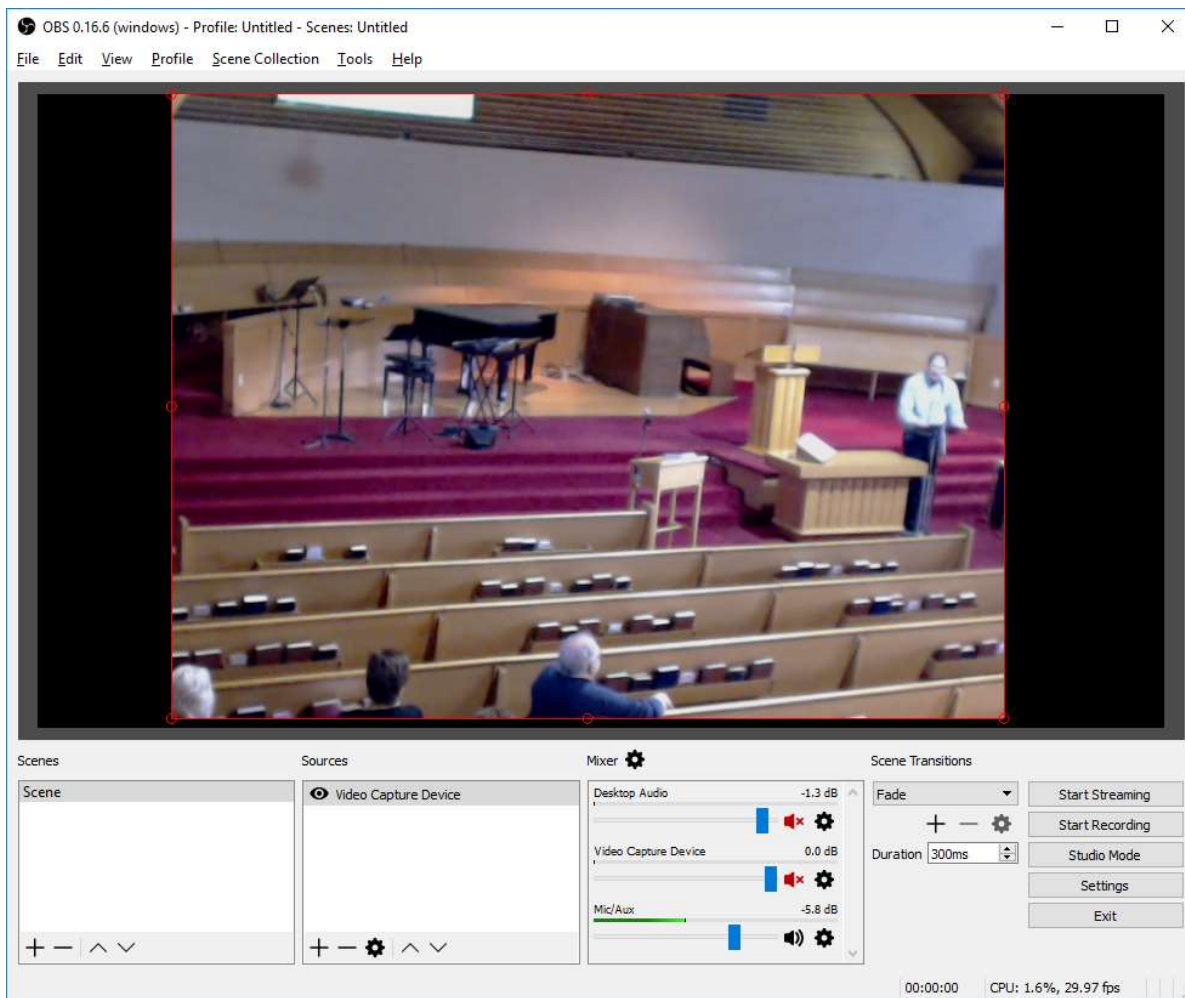 OBS 0.16.6 (windows) - Profile: Untitled - Scenes: Untitled
File Edit View Profile Scene Collection Tools Help
Scenes
Scene
Sources
Video Capture Device
Mixer
Desktop Audio -1.3 dB
Video Capture Device 0.0 dB
Mic/Aux -5.8 dB
Scene Transitions
Fade
Duration 300ms
Start Streaming
Start Recording
Studio Mode
Settings
Exit
00:00:00 CPU: 1.6%, 29.97 fps